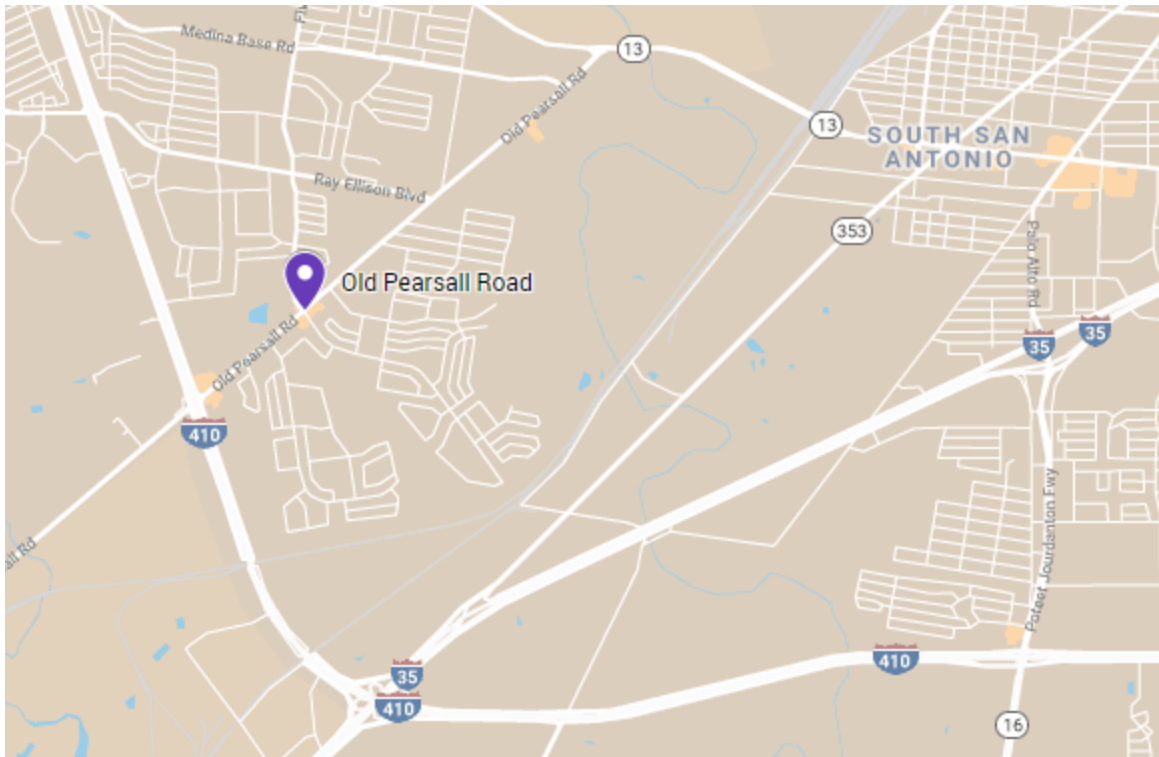 Medina Base Rd
13
Old Pearsall Rd
13
SOUTH SAN
ANTONIO
Ray Ellison Blvd
353
Palo Alto Rd
Old Pearsall Road
Old Pearsall Rd
35
35
410
all Rd
Poteet Jourdanton Fwy
35
410
410
16